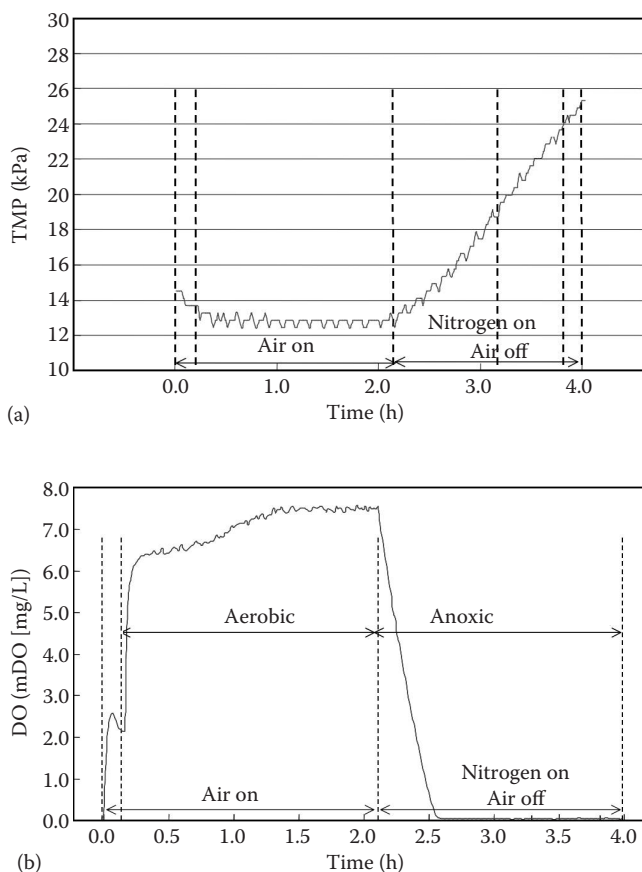 30
28
26
24
22
20
18
16
14
12
10
TMP (kPa)
Nitrogen on
Air on
Air off
0.0 1.0 2.0 3.0 4.0
(a)
Time (h)
8.0
7.0
6.0
5.0
4.0
3.0
2.0
1.0
0.0
DO (mDO [mg/L])
Aerobic
Anoxic
Nitrogen on
Air on
Air off
0.0 0.5 1.0 1.5 2.0 2.5 3.0 3.5 4.0
(b)
Time (h)